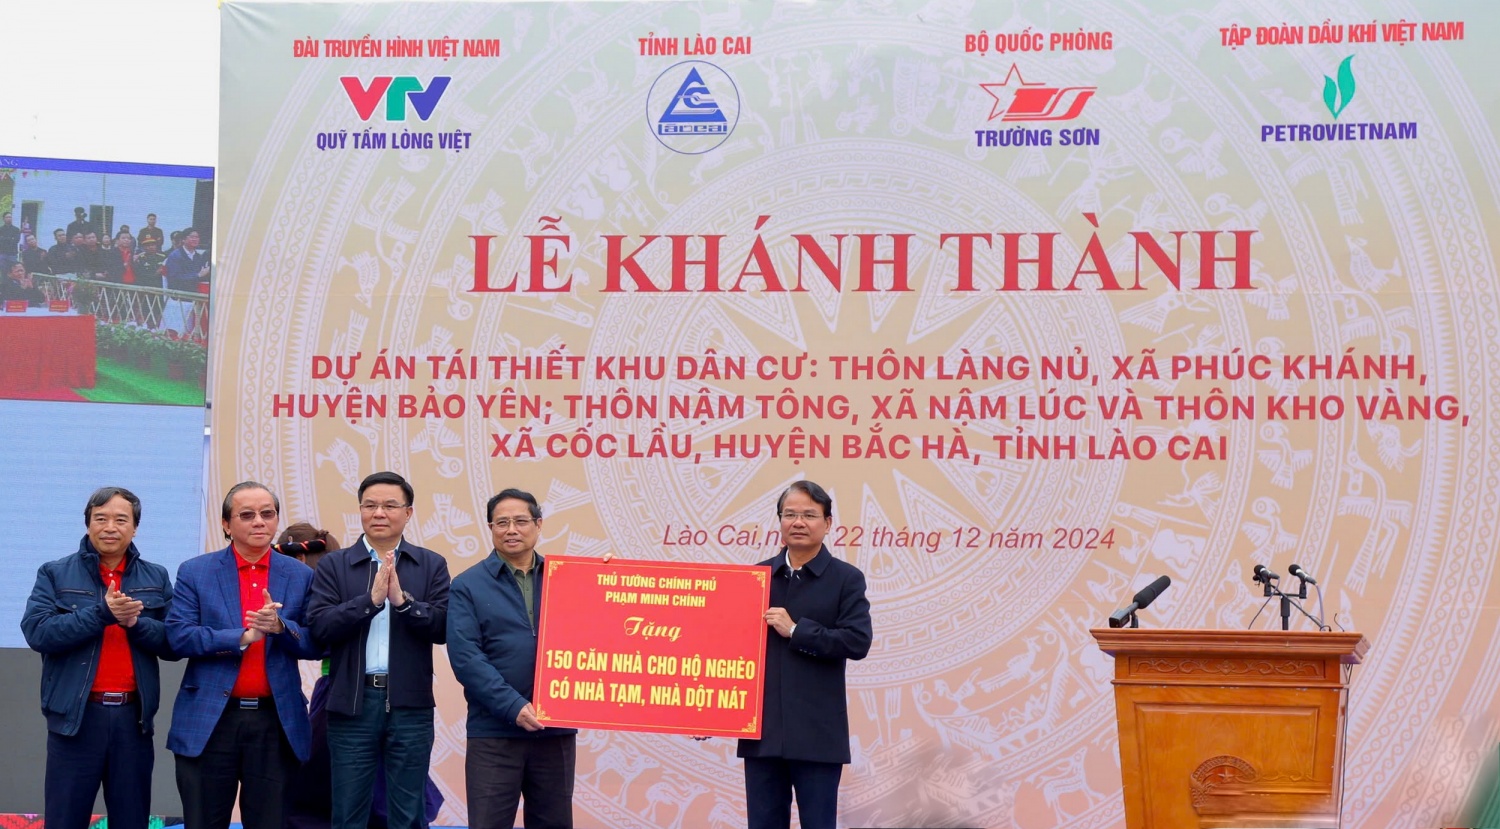 ĐÀI TRUYỀN HÌNH VIỆT NAM
VTV
QUỸ TẤM LÒNG VIỆT
TỈNH LÀO CAI
Làocai
BỘ QUỐC PHÒNG
TRƯỜNG SƠN
TẬP ĐOÀN DẦU KHÍ VIỆT NAM
PETROVIETNAM
LỄ KHÁNH THÀNH
DỰ ÁN TÁI THIẾT KHU DÂN CƯ: THÔN LÀNG NỦ, XÃ PHÚC KHÁNH,
HUYỆN BẢO YÊN; THÔN NẬM TÔNG, XÃ NẬM LÚC VÀ THÔN KHO VÀNG,
XÃ CỐC LẦU, HUYỆN BẮC HÀ, TỈNH LÀO CAI
Lào Cai, 22 tháng 12 năm 2024
THỦ TƯỚNG CHÍNH PHỦ
PHẠM MINH CHÍNH
Tặng
150 CĂN NHÀ CHO HỘ NGHÈO
CÓ NHÀ TẠM, NHÀ DỘT NÁT